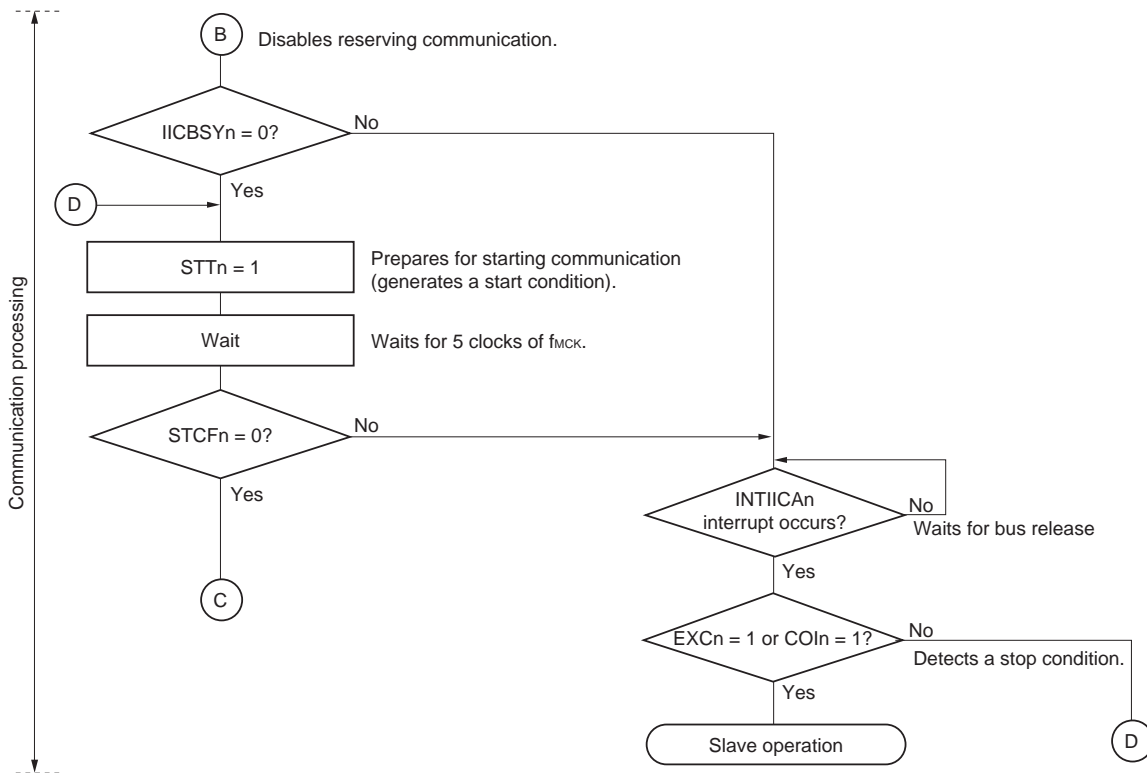 B
Disables reserving communication.
IICBSYn = 0?
No
Yes
D
STTn = 1
Prepares for starting communication
(generates a start condition).
Wait
Waits for 5 clocks of fMCK.
STCFn = 0?
No
Yes
C
INTIICAn
interrupt occurs?
No
Waits for bus release
Yes
EXCn = 1 or COIn = 1?
No
Detects a stop condition.
Yes
Slave operation
D
Communication processing